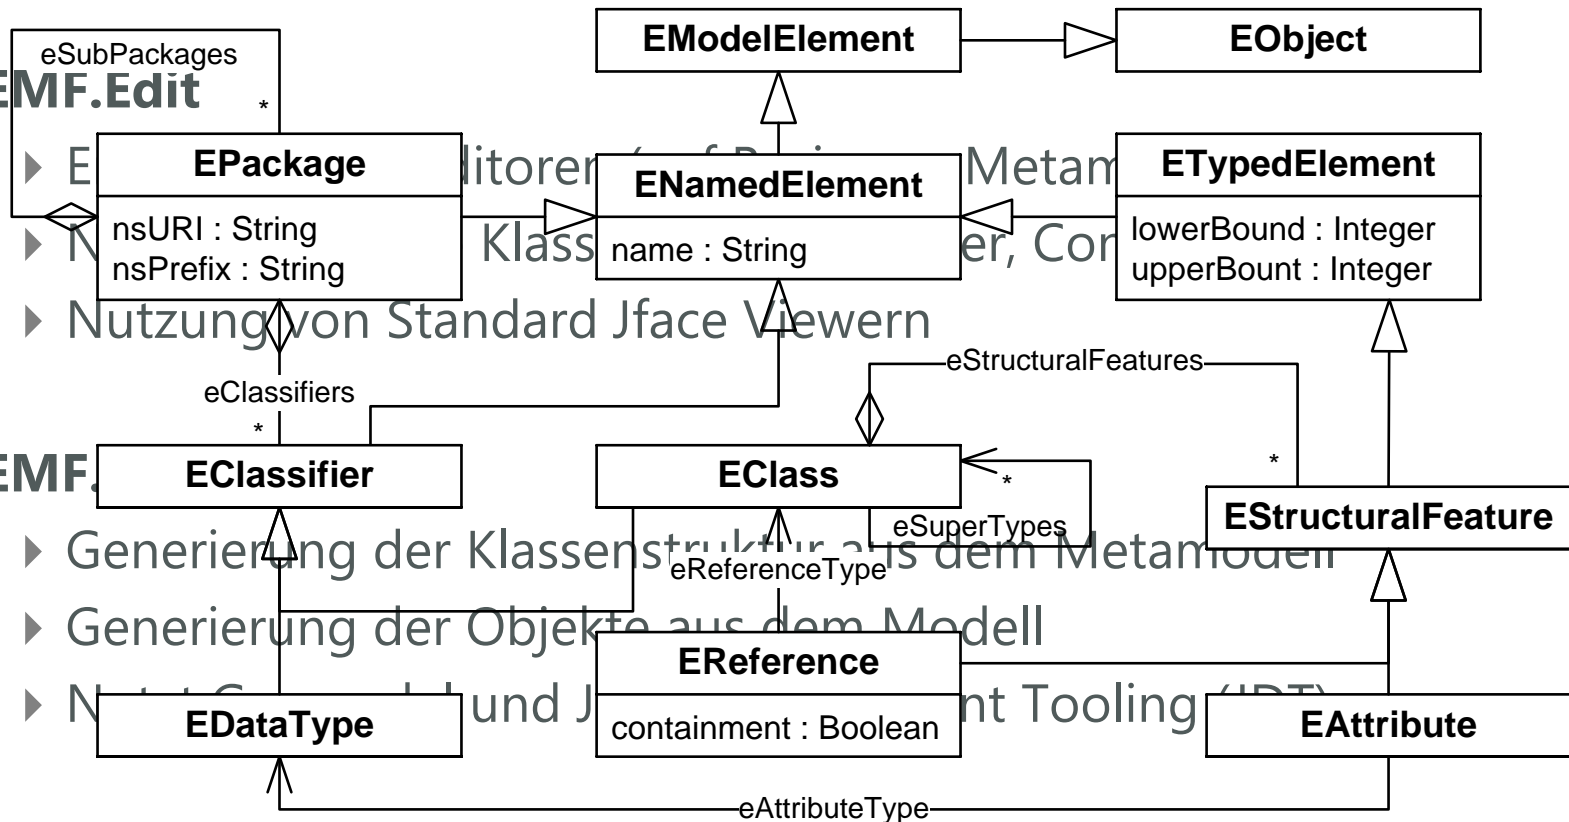 EModelElement
EObject
eSubPackages
EMF.Edit
*
EPackage
ditoren
Metam
ENamedElement
ETypedElement
nsURI : String
nsPrefix : String
Klass
name : String
er, Con
lowerBound : Integer
upperBount : Integer
Nutzung von Standard Jface Viewern
eStructuralFeatures
eClassifiers
*
EMF.
EClassifier
EClass
*
*
eSuperTypes
EStructuralFeature
Generierung der Klassenstruktur aus dem Metamodell
eReferenceType
Generierung der Objekte aus dem Modell
EReference
containment : Boolean
EDataType
und J
nt Tooling (JDT)
EAttribute
eAttributeType